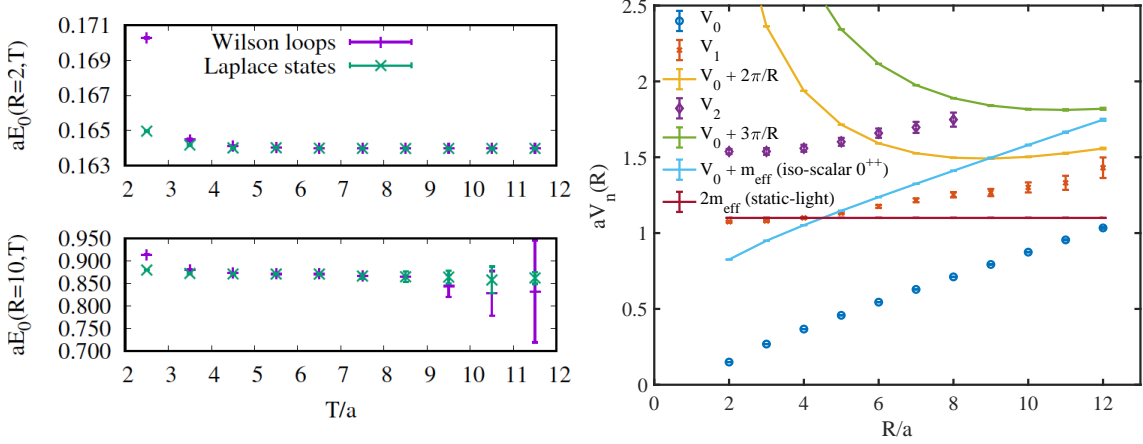 0.171
0.169
0.167
0.165
0.163
aE0(R=2,T)
Wilson loops
Laplace states
2 3 4 5 6 7 8 9 10 11 12
0.950
0.900
0.850
0.800
0.750
0.700
aE0(R=10,T)
2 3 4 5 6 7 8 9 10 11 12
T/a
2.5
2
1.5
1
0.5
0
aVn(R)
V0
V1
V0 + 2π/R
V2
V0 + 3π/R
V0 + meff (iso-scalar 0++)
2meff (static-light)
0 2 4 6 8 10 12
R/a